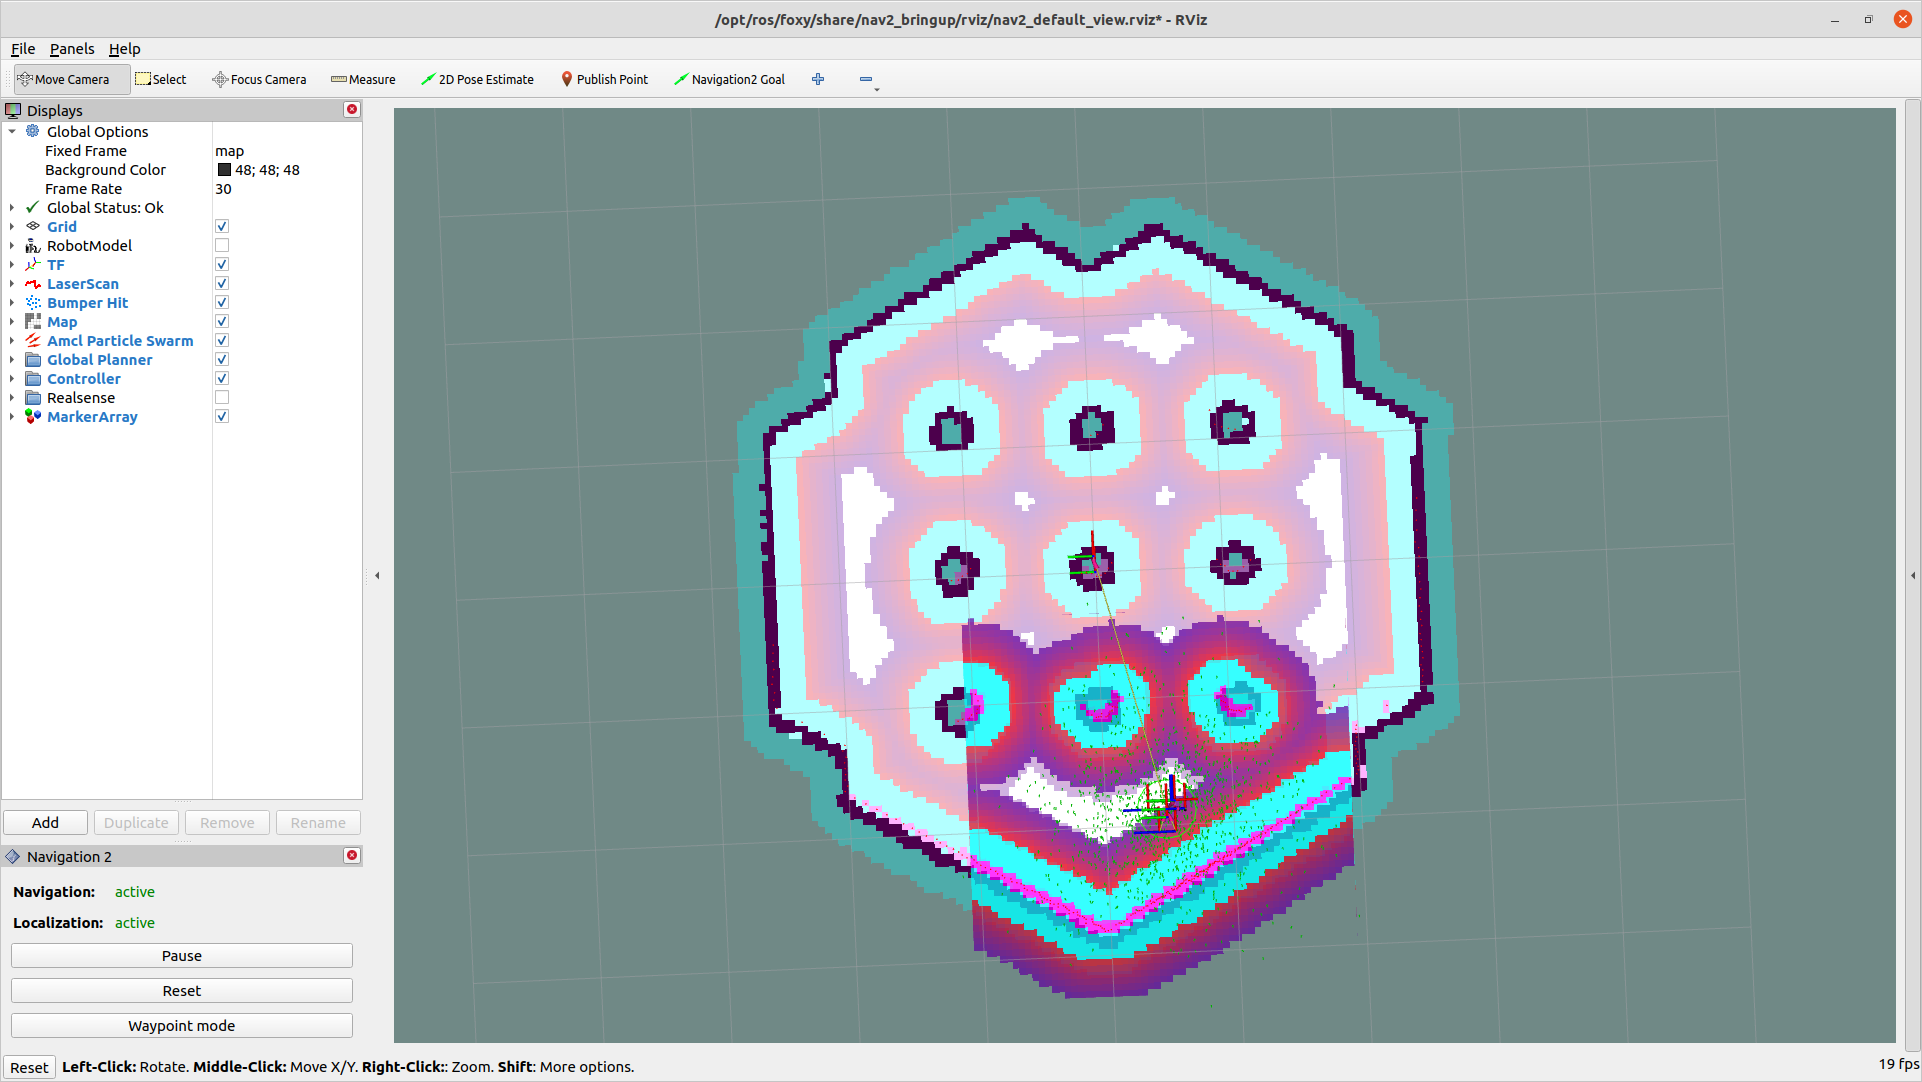 /opt/ros/foxy/share/nav2_bringup/rviz/nav2_default_view.rviz* - RViz
File Panels Help
Move Camera Select Focus Camera Measure 2D Pose Estimate Publish Point Navigation2 Goal
Displays
Global Options
Fixed Frame map
Background Color 48; 48; 48
Frame Rate 30
Global Status: Ok
Grid
RobotModel
TF
LaserScan
Bumper Hit
Map
Amcl Particle Swarm
Global Planner
Controller
Realsense
MarkerArray
Add Duplicate Remove Rename
Navigation 2
Navigation: active
Localization: active
Pause
Reset
Waypoint mode
Reset Left-Click: Rotate. Middle-Click: Move X/Y. Right-Click:: Zoom. Shift: More options. 19 fps